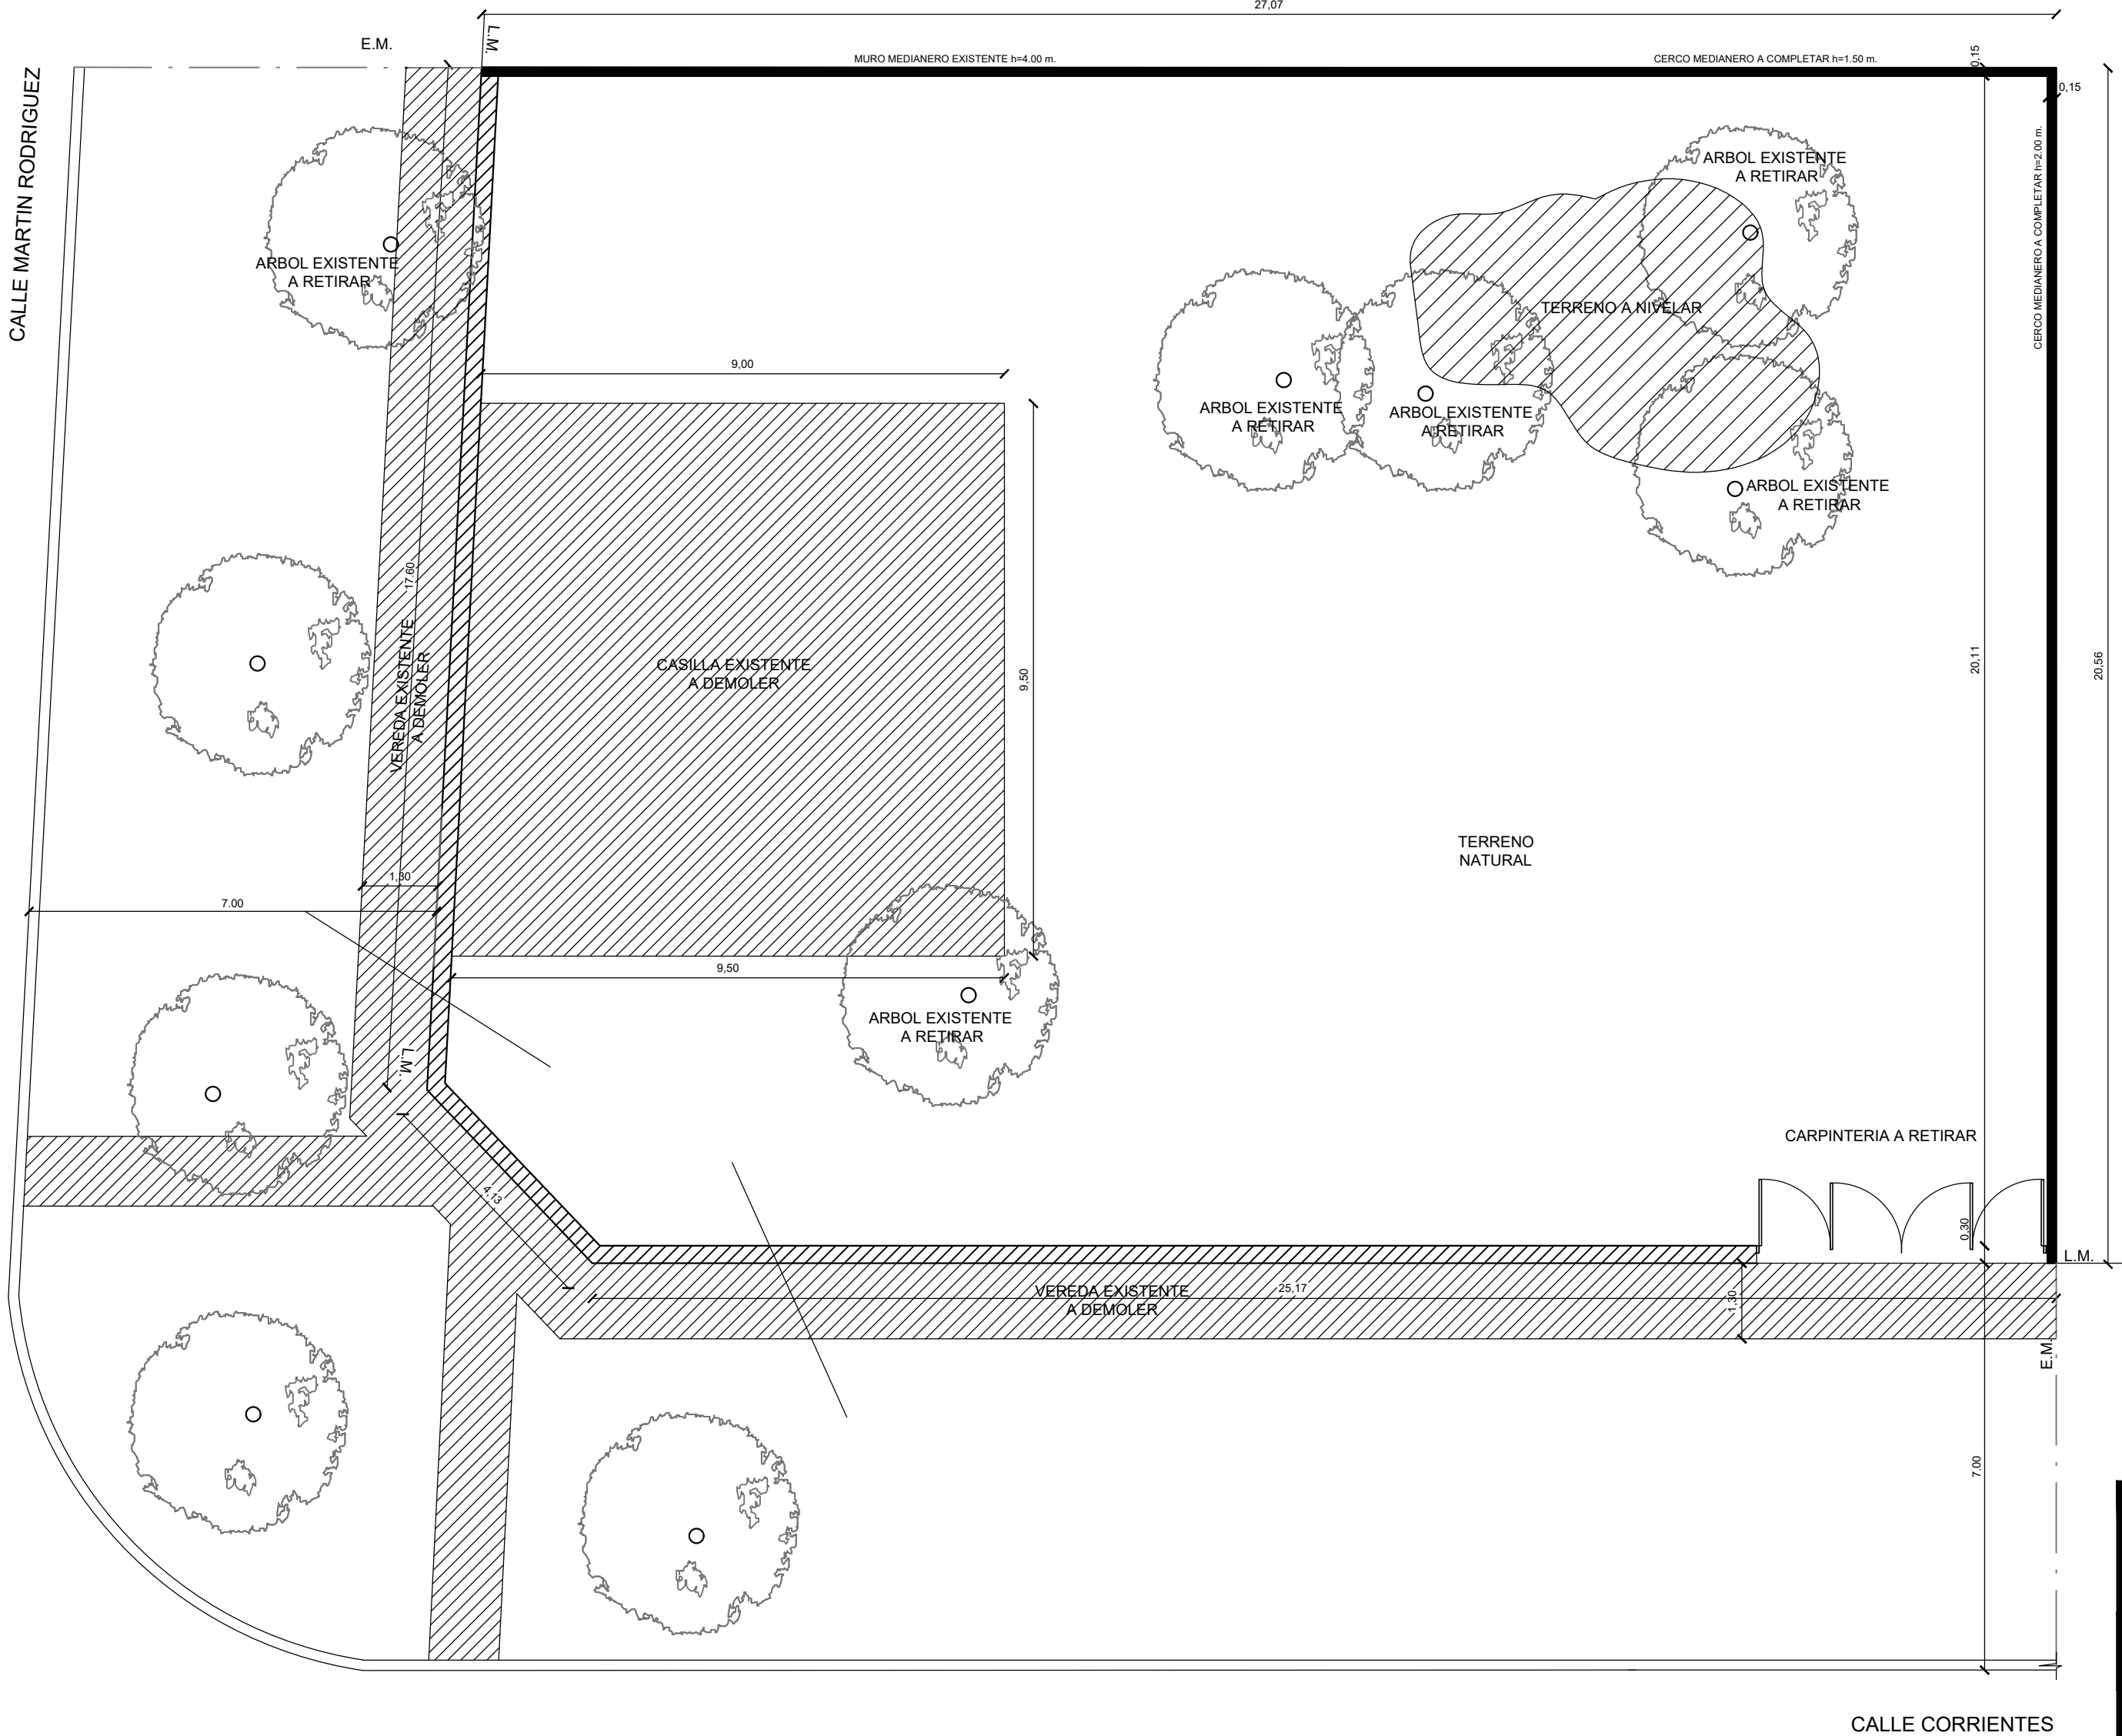 27,07
E.M.
L.M.
MURO MEDIANERO EXISTENTE h=4.00 m.
CERCO MEDIANERO A COMPLETAR h=1.50 m.
0,15
0,15
CALLE MARTIN RODRIGUEZ
CERCO MEDIANERO A COMPLETAR h=2.00 m.
ARBOL EXISTENTE
A RETIRAR
ARBOL EXISTENTE
A RETIRAR
TERRENO A NIVELAR
9,00
ARBOL EXISTENTE
A RETIRAR
ARBOL EXISTENTE
A RETIRAR
ARBOL EXISTENTE
A RETIRAR
17.60
VEREDA EXISTENTE
A DEMOLER
CASILLA EXISTENTE
A DEMOLER
9,50
20,11
20,56
TERRENO
NATURAL
1,30
7.00
9,50
ARBOL EXISTENTE
A RETIRAR
L.M.
CARPINTERIA A RETIRAR
4,13
0,30
L.M.
VEREDA EXISTENTE
A DEMOLER
25,17
1,30
E.M.
7.00
CALLE CORRIENTES